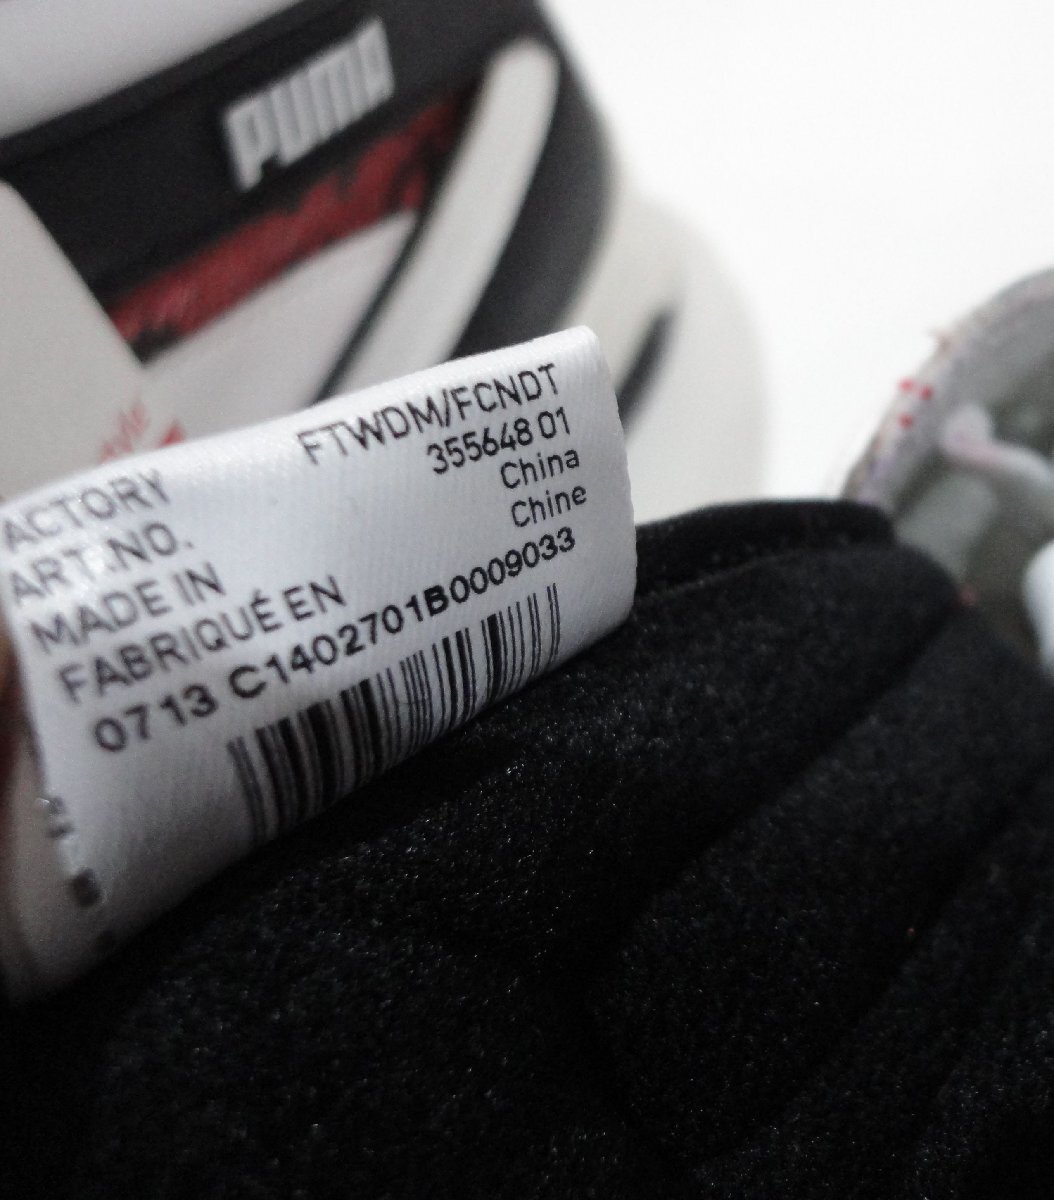 PUMA
ACTORY FTWDM/FCNDT
ART.NO. 355648 01
MADE IN China
FABRIQUÉ EN Chine
0713 C1402701B0009033